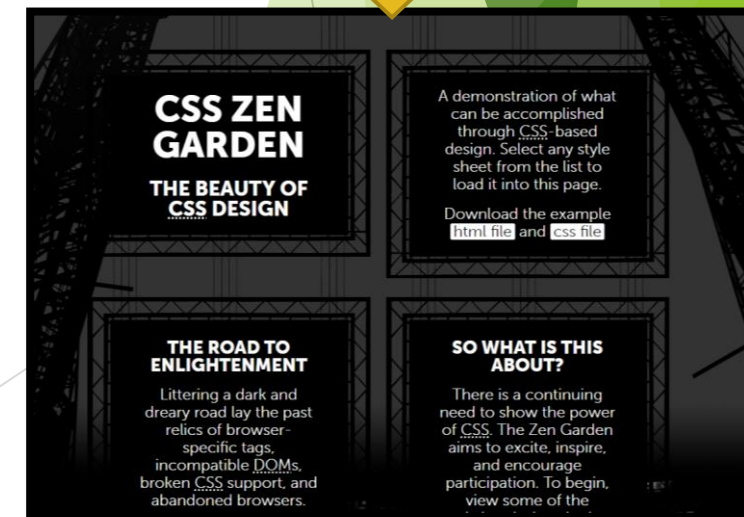 CSS ZEN
GARDEN
THE BEAUTY OF
CSS DESIGN
A demonstration of what
can be accomplished
through CSS-based
design. Select any style
sheet from the list to
load it into this page.
Download the example
html file and css file
THE ROAD TO
ENLIGHTENMENT
Littering a dark and
dreary road lay the past
relics of browser-
specific tags,
incompatible DOMs,
broken CSS support, and
abandoned browsers.
SO WHAT IS THIS
ABOUT?
There is a continuing
need to show the power
of CSS. The Zen Garden
aims to excite, inspire,
and encourage
participation. To begin,
view some of the